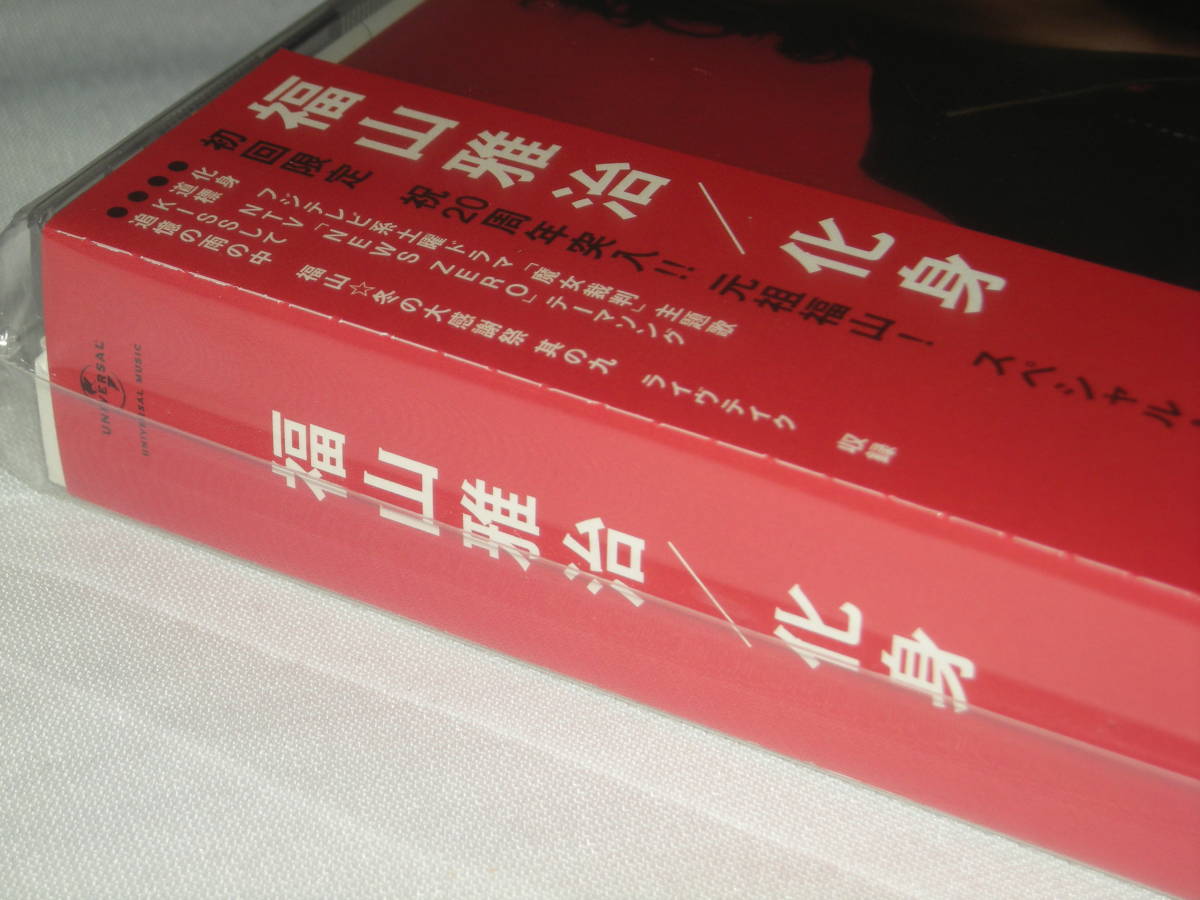 福山雅治／化身
初回限定 祝20周年突入!! 元祖福山! スペシャル
●化身 フジテレビ系土曜ドラマ「魔女裁判」主題歌
●道標 NTV「NEWS ZERO」テーマソング
●KISSして
●追憶の雨の中 福山☆冬の大感謝祭 其の九 ライヴテイク 収録
UNIVERSAL
UNIVERSAL MUSIC
福山雅治／化身